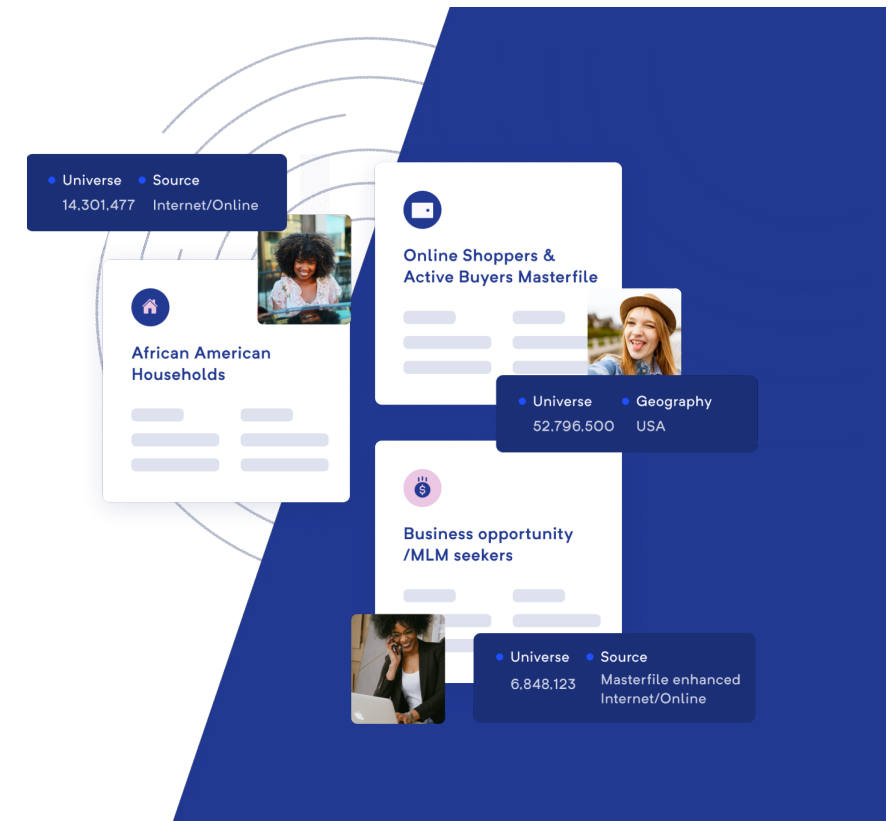 Universe Source
14,301,477 Internet/Online
African American
Households
Online Shoppers &
Active Buyers Masterfile
Universe Geography
52,796,500 USA
Business opportunity
/MLM seekers
Universe Source
6,848,123 Masterfile enhanced
Internet/Online